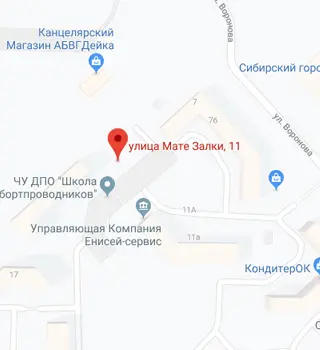 Канцелярский
Магазин АБВГДейка
ул. Воронова
Сибирский горо
7
7б
улица Мате Залки, 11
ул. Воронова
ЧУ ДПО "Школа
бортпроводников"
11А
Управляющая Компания
Енисей-сервис
11а
КондитерОК
17